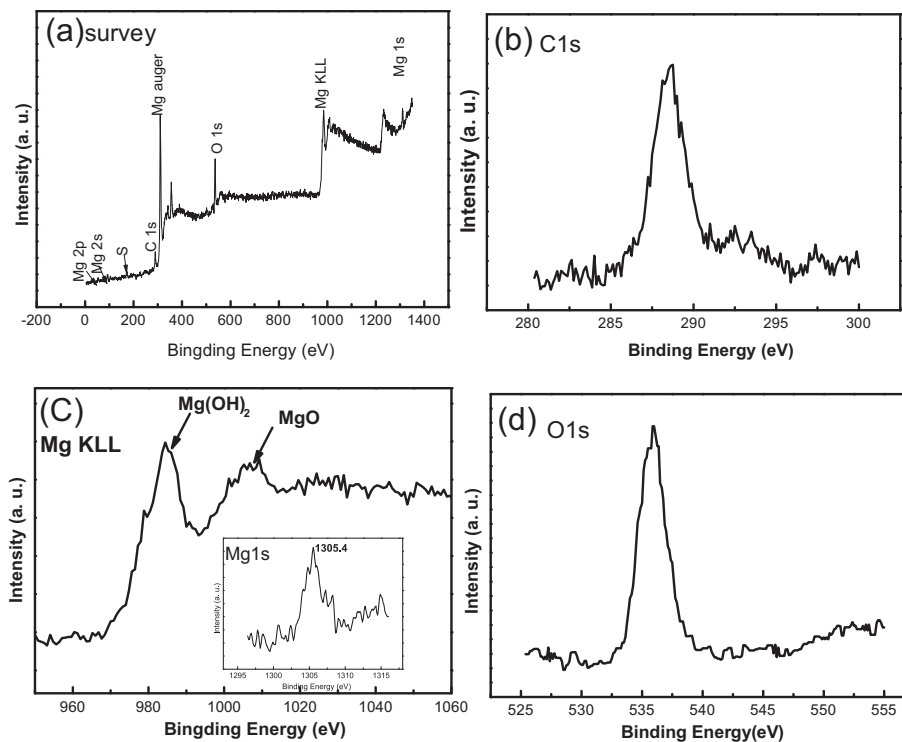 (a) survey
Intensity (a. u.)
Mg 2p
Mg 2s
S
C 1s
Mg auger
O 1s
Mg KLL
Mg 1s
-200 0 200 400 600 800 1000 1200 1400
Bingding Energy (eV)
(b) C1s
Intensity (a. u.)
280 285 290 295 300
Binding Energy (eV)
(C)
Mg KLL
Mg(OH)2
MgO
Intensity (a. u.)
960 980 1000 1020 1040 1060
Bingding Energy (eV)
Mg1s
1305.4
Intensity (a. u.)
1295 1300 1305 1310 1315
Binding Energy (eV)
(d) O1s
Intensity (a. u.)
525 530 535 540 545 550 555
Binding Energy(eV)